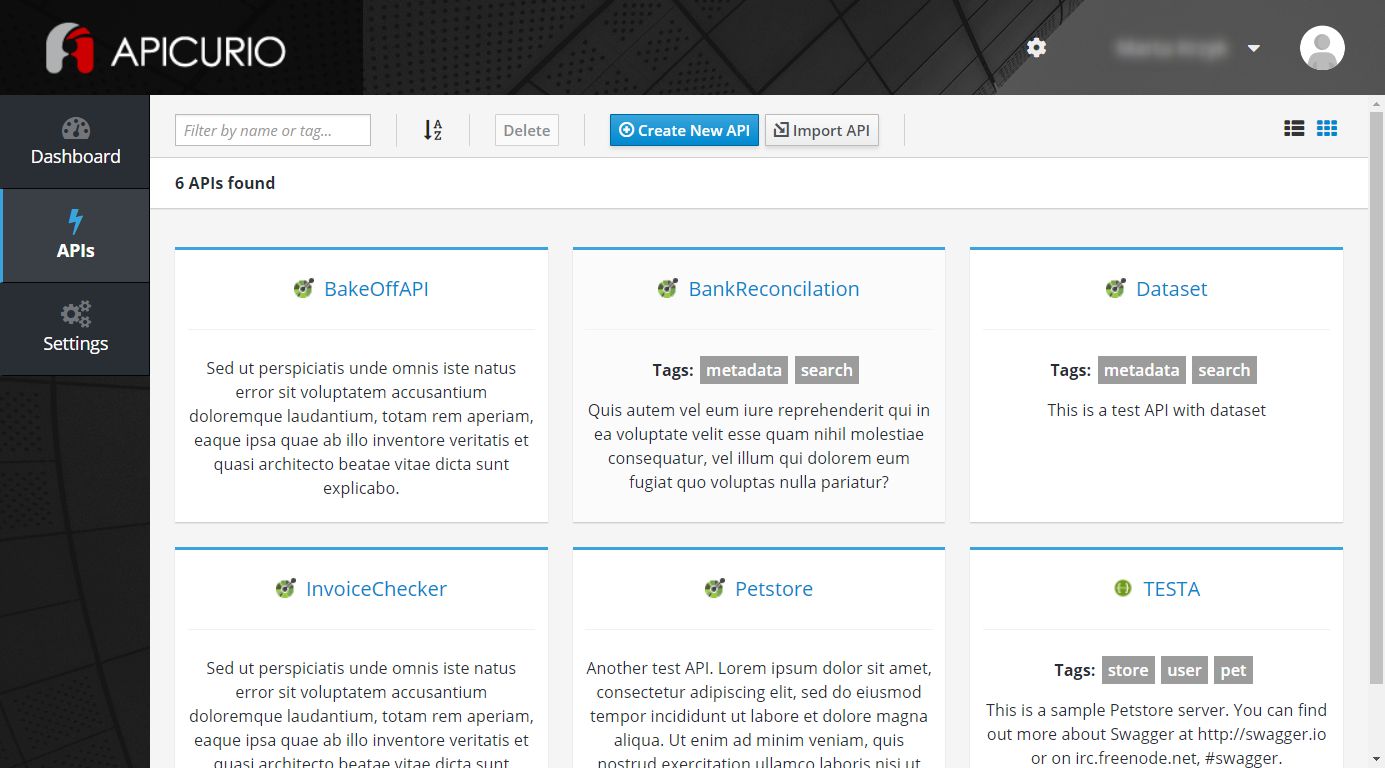 APICURIO
Dashboard
APIs
Settings
Filter by name or tag...
A
Z
Delete
Create New API
Import API
6 APIs found
BakeOffAPI
Sed ut perspiciatis unde omnis iste natus
error sit voluptatem accusantium
doloremque laudantium, totam rem aperiam,
eaque ipsa quae ab illo inventore veritatis et
quasi architecto beatae vitae dicta sunt
explicabo.
BankReconcilation
Tags: metadata search
Quis autem vel eum iure reprehenderit qui in
ea voluptate velit esse quam nihil molestiae
consequatur, vel illum qui dolorem eum
fugiat quo voluptas nulla pariatur?
Dataset
Tags: metadata search
This is a test API with dataset
InvoiceChecker
Sed ut perspiciatis unde omnis iste natus
error sit voluptatem accusantium
doloremque laudantium, totam rem aperiam,
eaque ipsa quae ab illo inventore veritatis et
quasi architecto beatae vitae dicta sunt
Petstore
Another test API. Lorem ipsum dolor sit amet,
consectetur adipiscing elit, sed do eiusmod
tempor incididunt ut labore et dolore magna
aliqua. Ut enim ad minim veniam, quis
nostrud exercitation ullamco laboris nisi ut
TESTA
Tags: store user pet
This is a sample Petstore server. You can find
out more about Swagger at http://swagger.io
or on irc.freenode.net, #swagger.